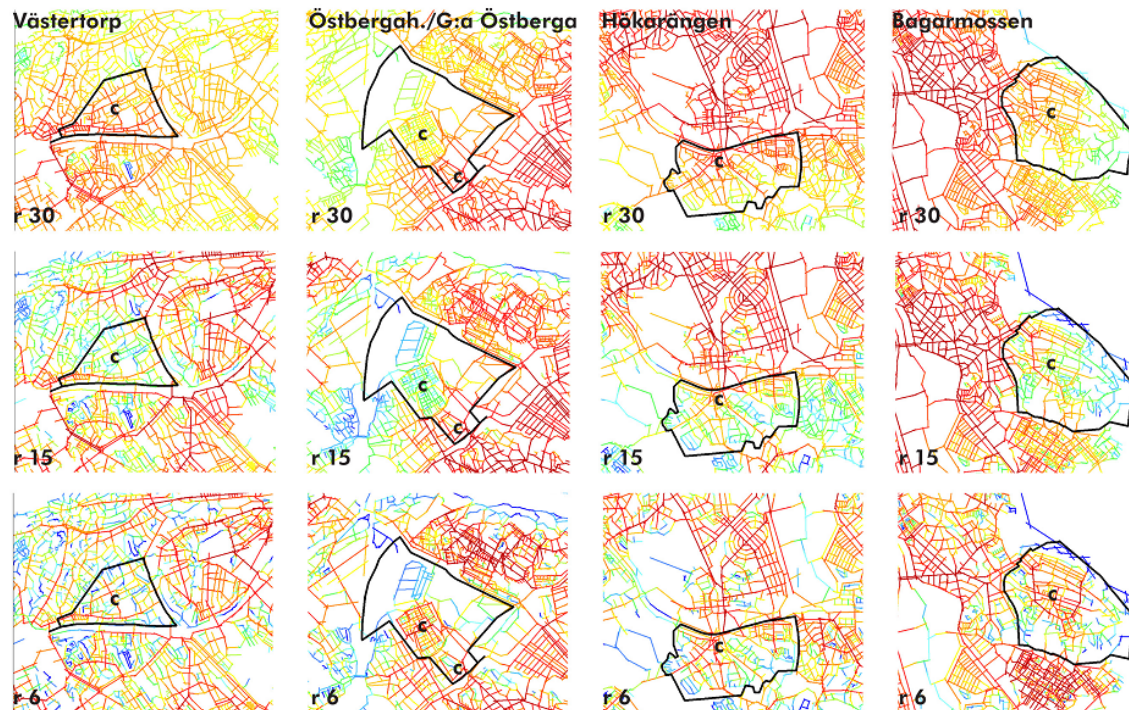 Västertorp Östbergah./G:a Östberga Hökarängen Bagarmossen
c c c c c
r 30 r 30 r 30 r 30
c c c c c
r 15 r 15 r 15 r 15
c c c c c
r 6 r 6 r 6 r 6